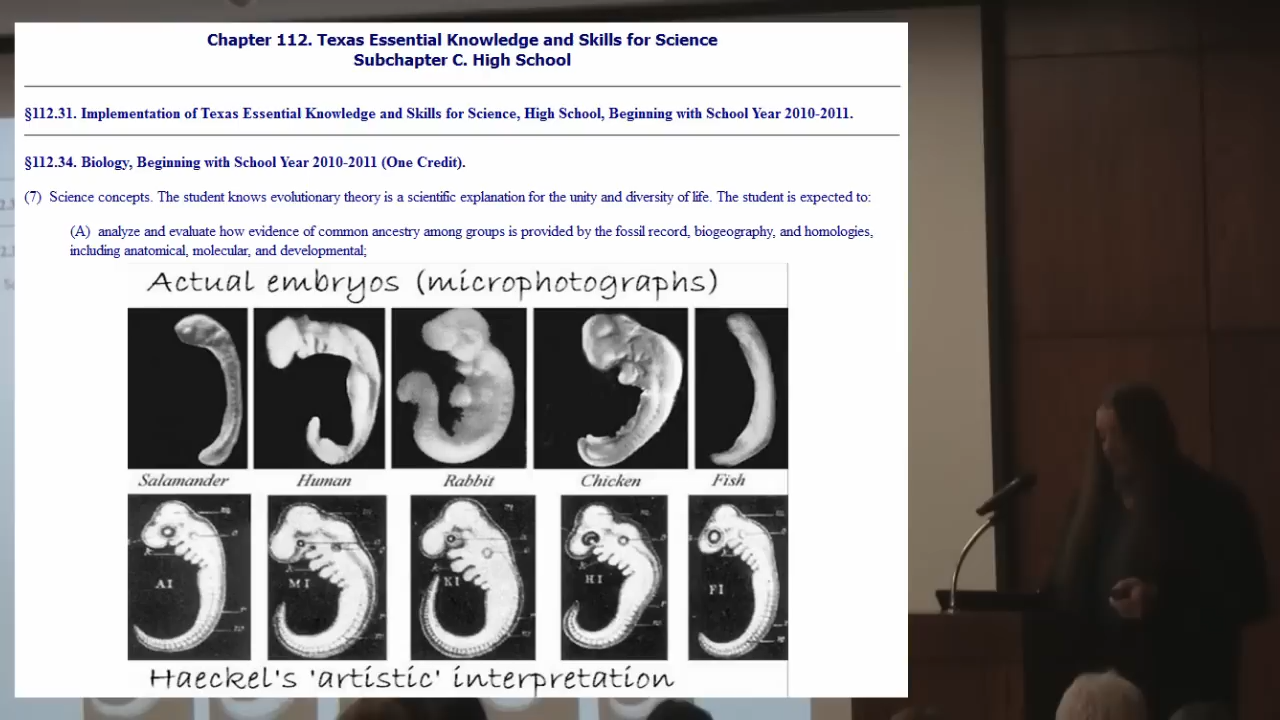 Chapter 112. Texas Essential Knowledge and Skills for Science
Subchapter C. High School
§112.31. Implementation of Texas Essential Knowledge and Skills for Science, High School, Beginning with School Year 2010-2011.
§112.34. Biology, Beginning with School Year 2010-2011 (One Credit).
(7) Science concepts. The student knows evolutionary theory is a scientific explanation for the unity and diversity of life. The student is expected to:
(A) analyze and evaluate how evidence of common ancestry among groups is provided by the fossil record, biogeography, and homologies,
including anatomical, molecular, and developmental;
Actual embryos (microphotographs)
Salamander Human Rabbit Chicken Fish
AI MI KI HI FI
Haeckel's 'artistic' interpretation